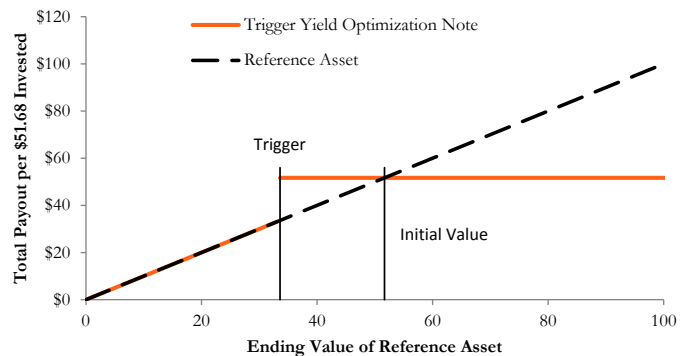 $120
$100
$80
$60
$40
$20
$0
Total Payout per $51.68 Invested
Trigger Yield Optimization Note
Reference Asset
Trigger
Initial Value
0 20 40 60 80 100
Ending Value of Reference Asset